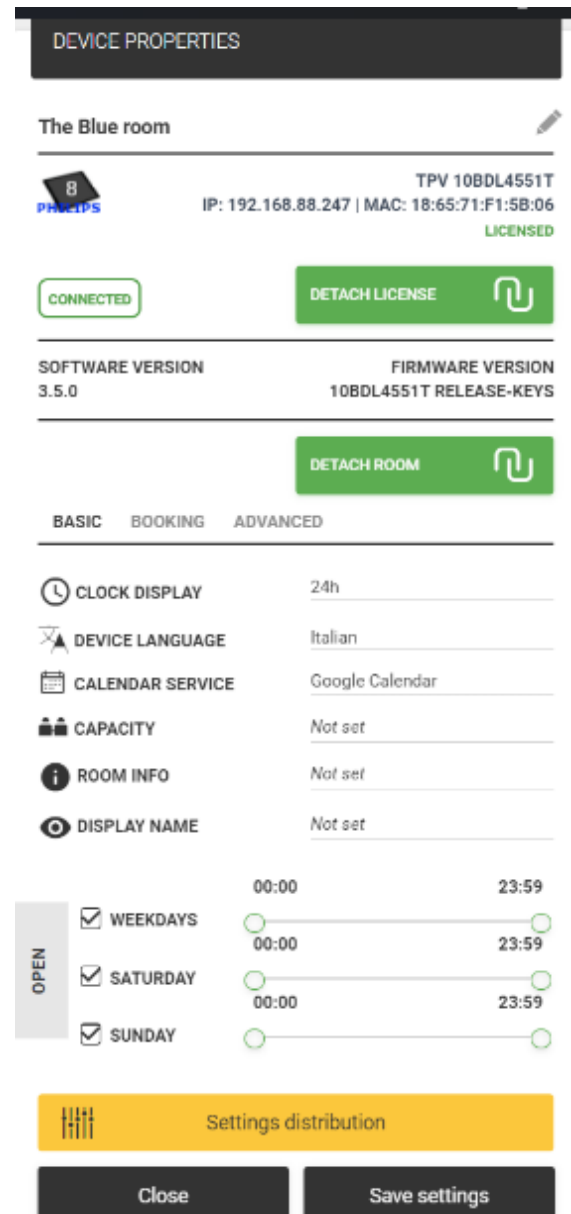 DEVICE PROPERTIES
The Blue room
8
PHILIPS
TPV 10BDL4551T
IP: 192.168.88.247 | MAC: 18:65:71:F1:5B:06
LICENSED
CONNECTED
DETACH LICENSE
SOFTWARE VERSION
3.5.0
FIRMWARE VERSION
10BDL4551T RELEASE-KEYS
DETACH ROOM
BASIC BOOKING ADVANCED
CLOCK DISPLAY 24h
DEVICE LANGUAGE Italian
CALENDAR SERVICE Google Calendar
CAPACITY Not set
ROOM INFO Not set
DISPLAY NAME Not set
OPEN
00:00 23:59
WEEKDAYS
00:00 23:59
SATURDAY
00:00 23:59
SUNDAY
Settings distribution
Close Save settings